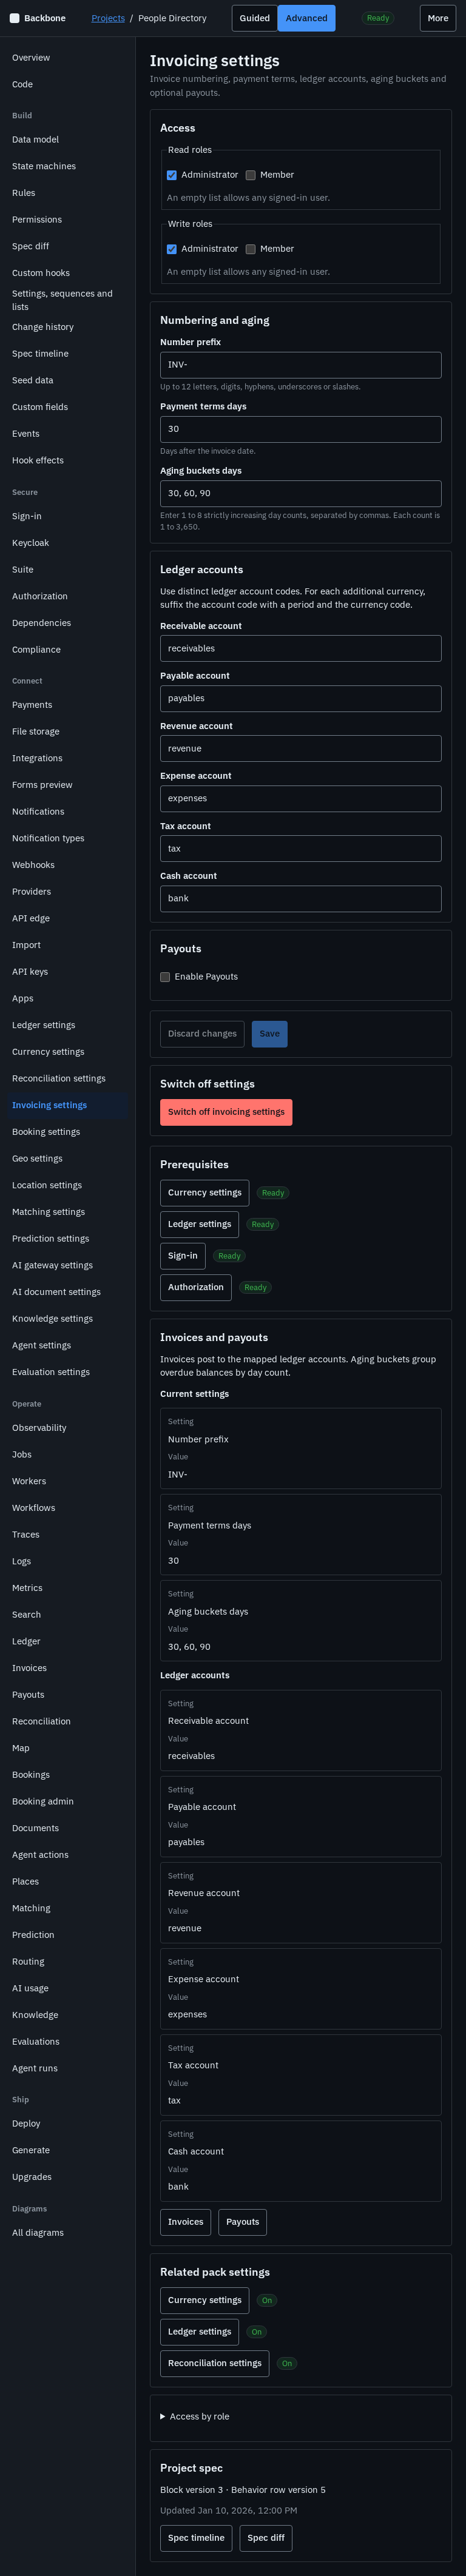 Backbone
Projects / People Directory
Guided
Advanced
Ready
More
Overview
Code
Build
Data model
State machines
Rules
Permissions
Spec diff
Custom hooks
Settings, sequences and
lists
Change history
Spec timeline
Seed data
Custom fields
Events
Hook effects
Secure
Sign-in
Keycloak
Suite
Authorization
Dependencies
Compliance
Connect
Payments
File storage
Integrations
Forms preview
Notifications
Notification types
Webhooks
Providers
API edge
Import
API keys
Apps
Ledger settings
Currency settings
Reconciliation settings
Invoicing settings
Booking settings
Geo settings
Location settings
Matching settings
Prediction settings
AI gateway settings
AI document settings
Knowledge settings
Agent settings
Evaluation settings
Operate
Observability
Jobs
Workers
Workflows
Traces
Logs
Metrics
Search
Ledger
Invoices
Payouts
Reconciliation
Map
Bookings
Booking admin
Documents
Agent actions
Places
Matching
Prediction
Routing
AI usage
Knowledge
Evaluations
Agent runs
Ship
Deploy
Generate
Upgrades
Diagrams
All diagrams
Invoicing settings
Invoice numbering, payment terms, ledger accounts, aging buckets and
optional payouts.
Access
Read roles
Administrator
Member
An empty list allows any signed-in user.
Write roles
Administrator
Member
An empty list allows any signed-in user.
Numbering and aging
Number prefix
INV-
Up to 12 letters, digits, hyphens, underscores or slashes.
Payment terms days
30
Days after the invoice date.
Aging buckets days
30, 60, 90
Enter 1 to 8 strictly increasing day counts, separated by commas. Each count is
1 to 3,650.
Ledger accounts
Use distinct ledger account codes. For each additional currency,
suffix the account code with a period and the currency code.
Receivable account
receivables
Payable account
payables
Revenue account
revenue
Expense account
expenses
Tax account
tax
Cash account
bank
Payouts
Enable Payouts
Discard changes
Save
Switch off settings
Switch off invoicing settings
Prerequisites
Currency settings
Ready
Ledger settings
Ready
Sign-in
Ready
Authorization
Ready
Invoices and payouts
Invoices post to the mapped ledger accounts. Aging buckets group
overdue balances by day count.
Current settings
Setting
Number prefix
Value
INV-
Setting
Payment terms days
Value
30
Setting
Aging buckets days
Value
30, 60, 90
Ledger accounts
Setting
Receivable account
Value
receivables
Setting
Payable account
Value
payables
Setting
Revenue account
Value
revenue
Setting
Expense account
Value
expenses
Setting
Tax account
Value
tax
Setting
Cash account
Value
bank
Invoices
Payouts
Related pack settings
Currency settings
On
Ledger settings
On
Reconciliation settings
On
Access by role
Project spec
Block version 3 · Behavior row version 5
Updated Jan 10, 2026, 12:00 PM
Spec timeline
Spec diff